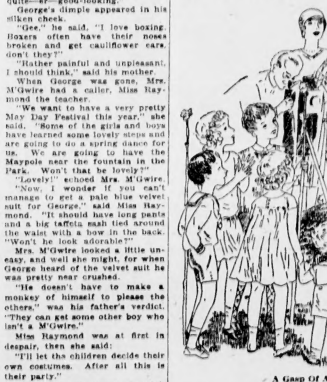 quite—er—good-looking.
George's dimple appeared in his
silken cheek.
"Gee," he said, "I love boxing.
Boxers often have their noses
broken and get cauliflower ears,
don't they?"
"Rather painful and unpleasant,
I should think," said his mother.
When George was gone, Mrs.
M'Gwire had a caller, Miss Ray-
mond the teacher.
"We want to have a very pretty
May Day Festival this year," she
said. "Some of the girls and boys
have learned some lovely steps and
are going to do a spring dance for
us. We are going to have the
Maypole near the fountain in the
Park. Won't that be lovely?"
"Lovely!" echoed Mrs. M'Gwire.
"Now, I wonder if you can't
manage to get a pale blue velvet
suit for George," said Miss Ray-
mond. "It should have long pants
and a big taffeta sash tied around
the waist with a bow in the back.
"Won't he look adorable?"
Mrs. M'Gwire looked a little un-
easy, and well she might, for when
George heard of the velvet suit he
was pretty near crushed.
"He doesn't have to make a
monkey of himself to please the
others," was his father's verdict.
"They can get some other boy who
isn't a M'Gwire."
Miss Raymond was at first in
despair, then she said:
"I'll let the children decide their
own costumes. After all this is
their party."
A Gasp Of